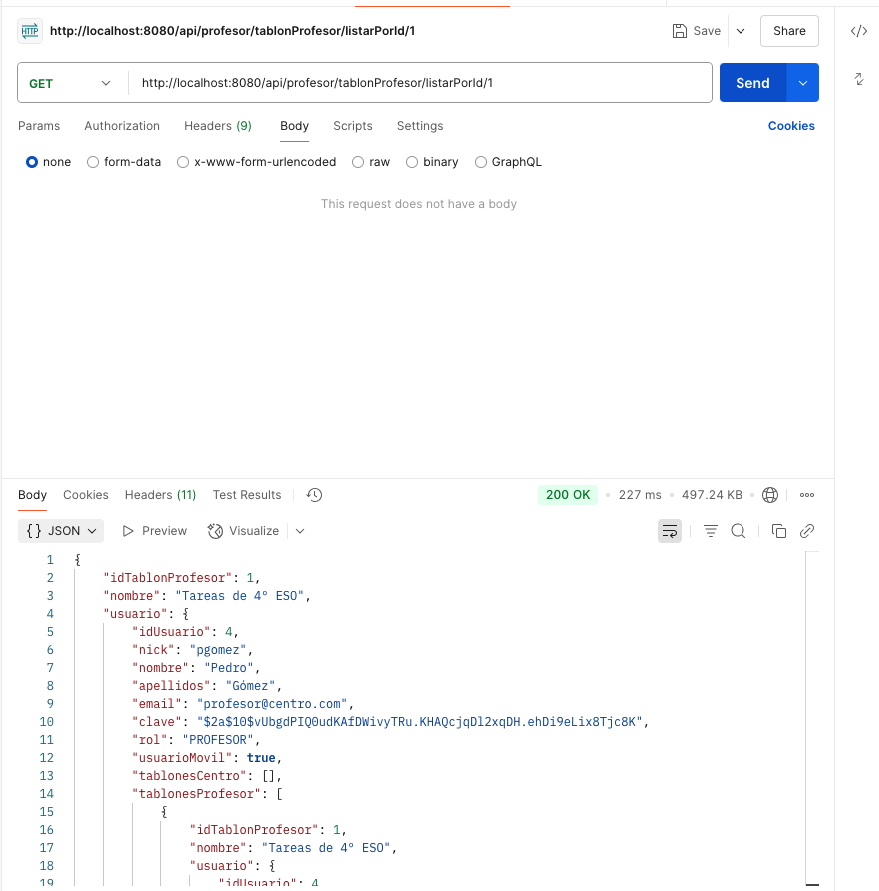 HTTP http://localhost:8080/api/profesor/tablonProfesor/listarPorId/1 Save Share </>
GET http://localhost:8080/api/profesor/tablonProfesor/listarPorId/1 Send
Params Authorization Headers (9) Body Scripts Settings Cookies
none form-data x-www-form-urlencoded raw binary GraphQL
This request does not have a body
Body Cookies Headers (11) Test Results 200 OK • 227 ms • 497.24 KB •
{} JSON Preview Visualize
1 {
2 "idTablonProfesor": 1,
3 "nombre": "Tareas de 4º ESO",
4 "usuario": {
5 "idUsuario": 4,
6 "nick": "pgomez",
7 "nombre": "Pedro",
8 "apellidos": "Gómez",
9 "email": "profesor@centro.com",
10 "clave": "$2a$10$vUbgdPIQ0udKAfDWivyTRu.KHAQcjqDl2xqDH.ehDi9eLix8Tjc8K",
11 "rol": "PROFESOR",
12 "usuarioMovil": true,
13 "tablonesCentro": [],
14 "tablonesProfesor": [
15 {
16 "idTablonProfesor": 1,
17 "nombre": "Tareas de 4º ESO",
18 "usuario": {
19 "idUsuario": 4